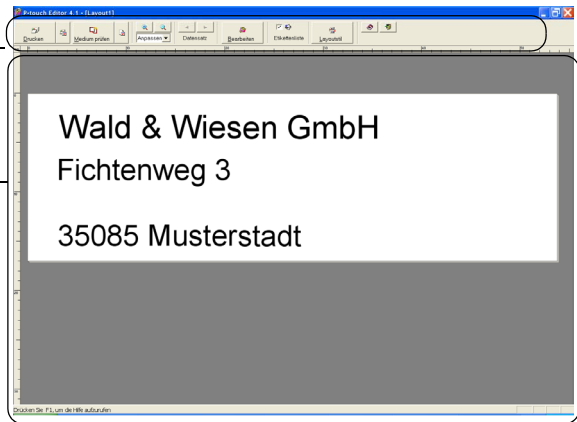 P-touch Editor 4.1 - [Layout1]
Drucken Medium prüfen Anpassen Datensatz Bearbeiten Etikettenliste Layoutstil
Wald & Wiesen GmbH
Fichtenweg 3
35085 Musterstadt
Drücken Sie F1, um die Hilfe aufzurufen